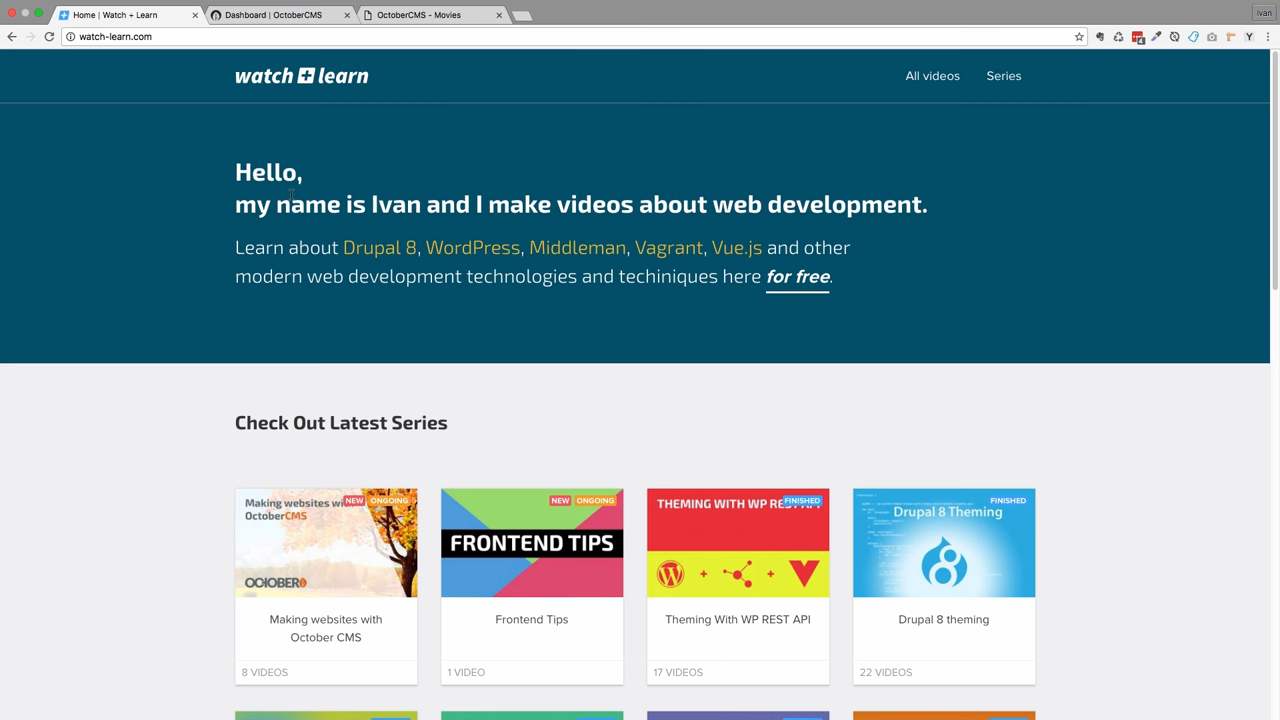 Home | Watch + Learn
Dashboard | OctoberCMS
OctoberCMS - Movies
Ivan
watch-learn.com
watch learn
All videos
Series
Hello,
my name is Ivan and I make videos about web development.
Learn about Drupal 8, WordPress, Middleman, Vagrant, Vue.js and other
modern web development technologies and techiniques here for free.
Check Out Latest Series
Making websites wi
NEW
ONGOING
OctoberCMS
OCTOBER
Making websites with
October CMS
8 VIDEOS
NEW
ONGOING
FRONTEND TIPS
Frontend Tips
1 VIDEO
THEMING WITH WP REST API
FINISHED
Theming With WP REST API
17 VIDEOS
FINISHED
Drupal 8 Theming
Drupal 8 theming
22 VIDEOS